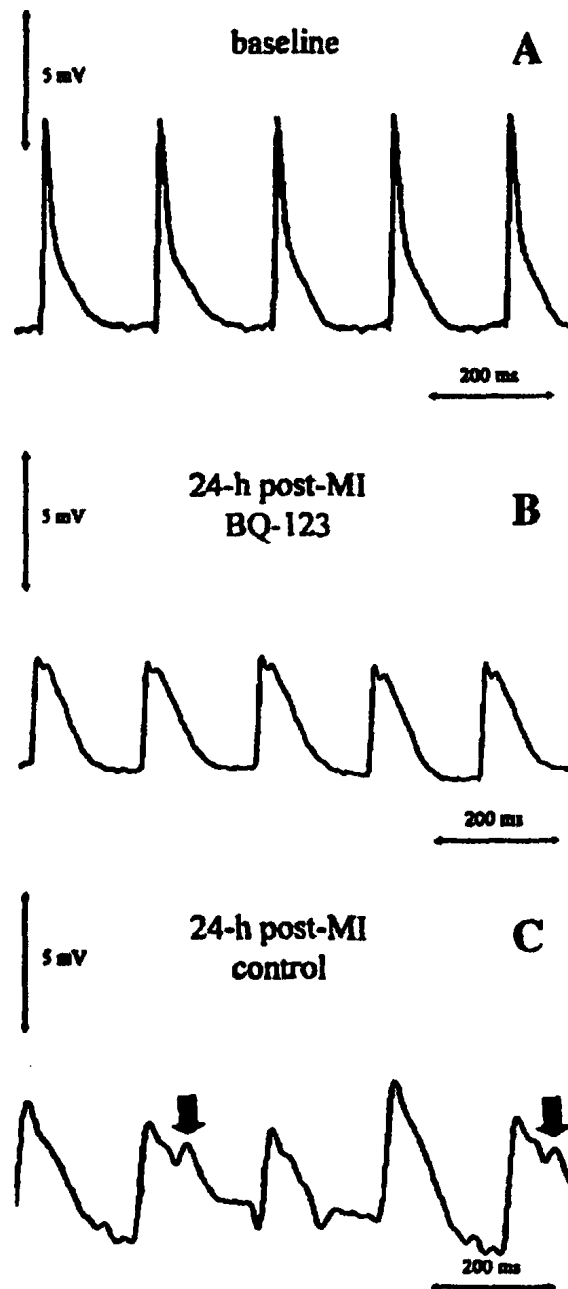 baseline
A
5 mV
200 ms
24-h post-MI
BQ-123
B
5 mV
200 ms
24-h post-MI
control
C
5 mV
200 ms